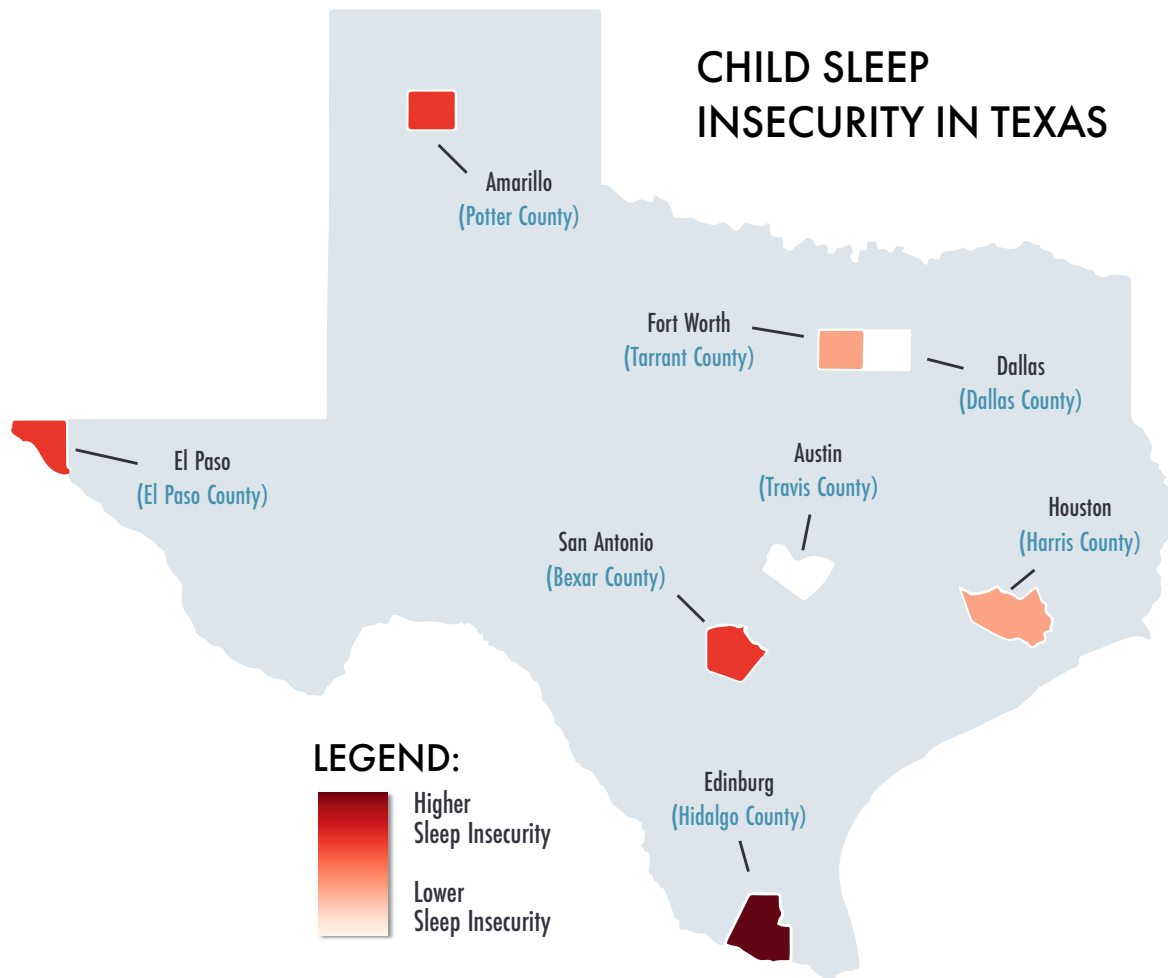 CHILD SLEEP
INSECURITY IN TEXAS
Amarillo
(Potter County)
Fort Worth
(Tarrant County)
Dallas
(Dallas County)
El Paso
(El Paso County)
Austin
(Travis County)
Houston
(Harris County)
San Antonio
(Bexar County)
LEGEND:
Higher
Sleep Insecurity
Lower
Sleep Insecurity
Edinburg
(Hidalgo County)